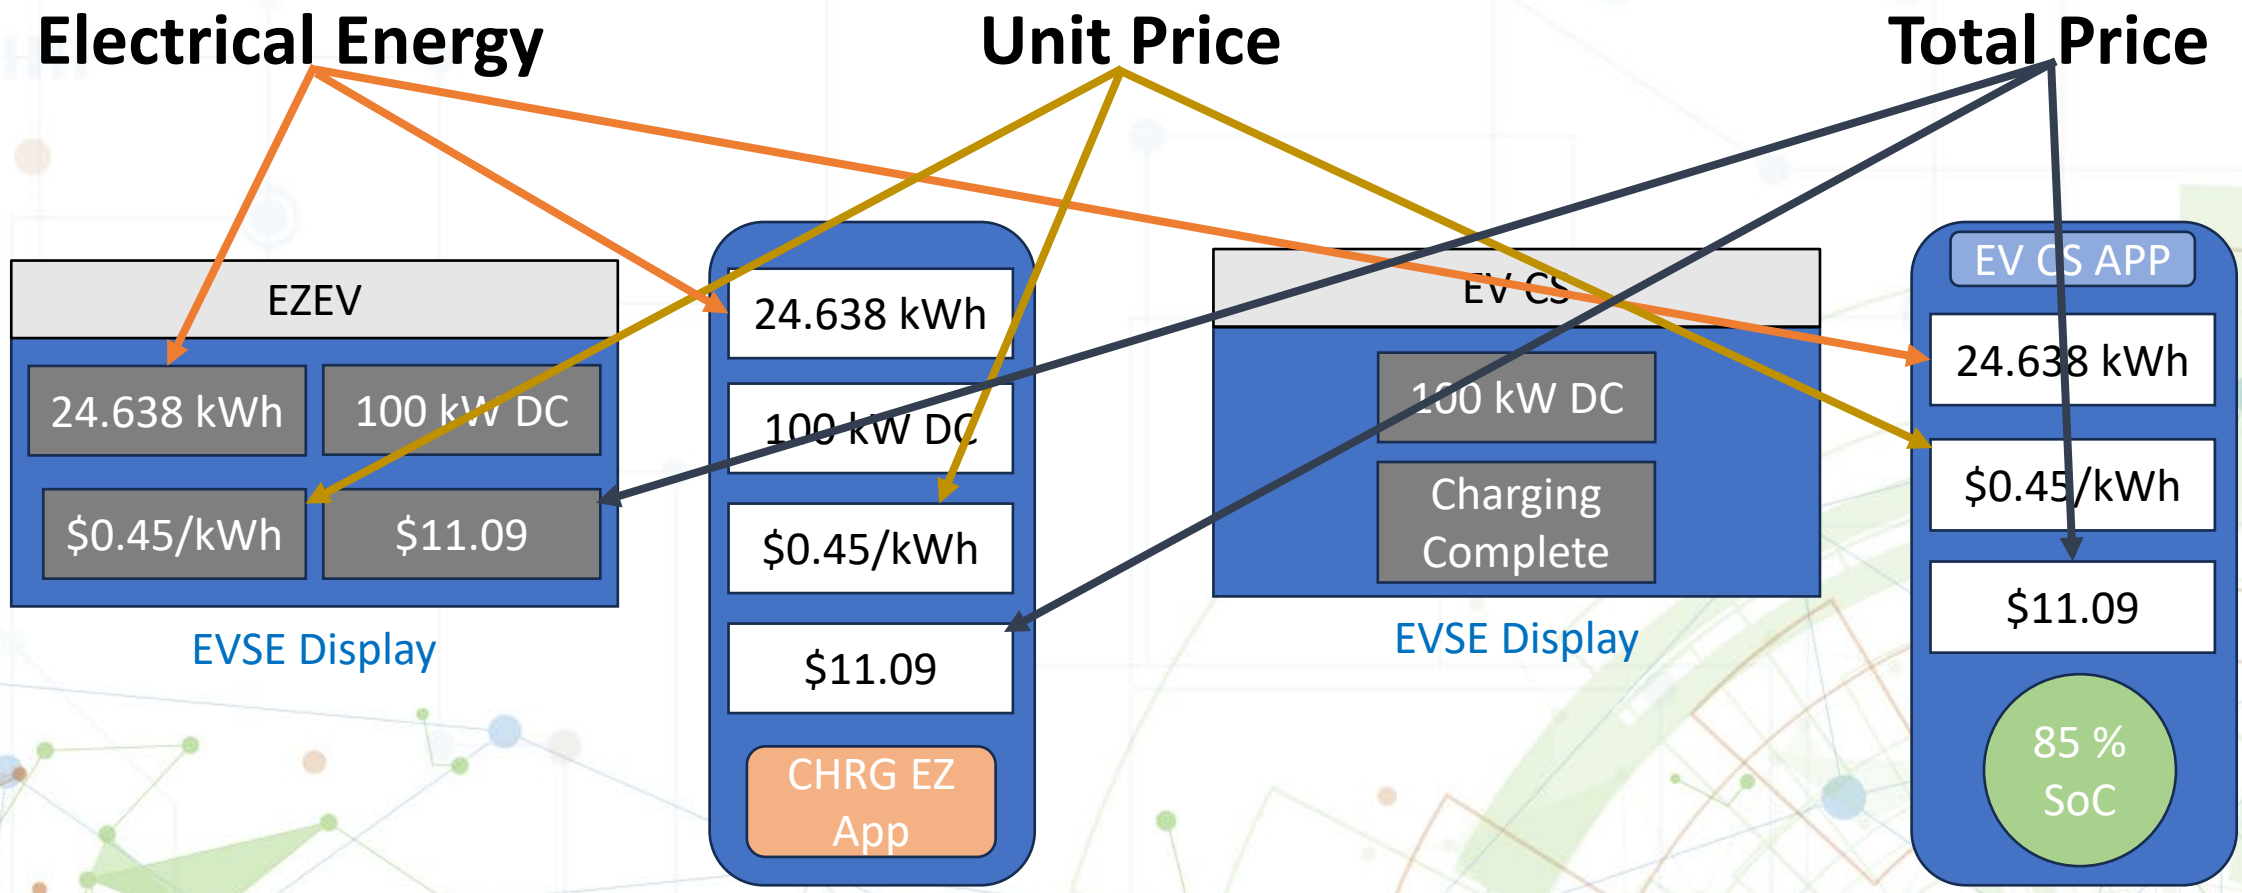 Electrical Energy
Unit Price
Total Price
EZEV
24.638 kWh
100 kW DC
$0.45/kWh
$11.09
EVSE Display
24.638 kWh
100 kW DC
$0.45/kWh
$11.09
CHRG EZ
App
EV CS
100 kW DC
Charging
Complete
EVSE Display
EV CS APP
24.638 kWh
$0.45/kWh
$11.09
85 %
SoC